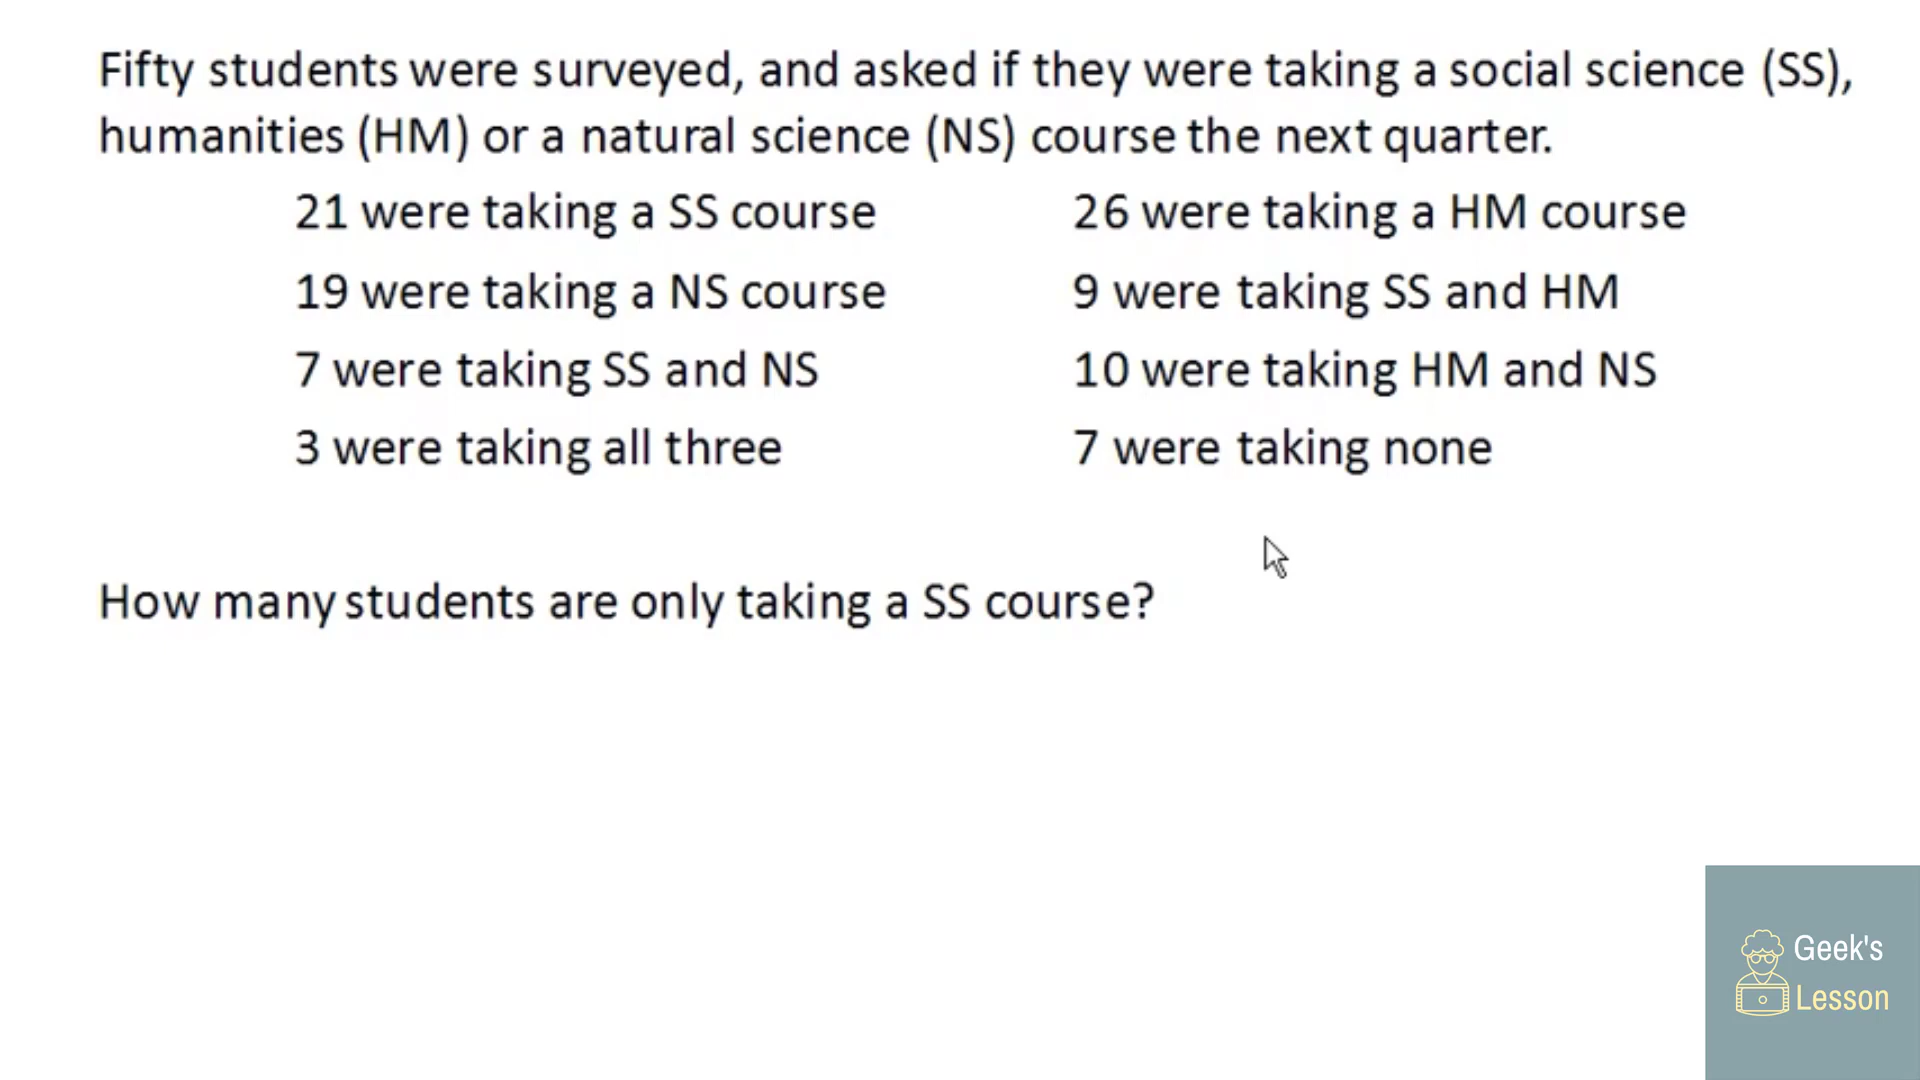 Fifty students were surveyed, and asked if they were taking a social science (SS),
humanities (HM) or a natural science (NS) course the next quarter.
21 were taking a SS course 26 were taking a HM course
19 were taking a NS course 9 were taking SS and HM
7 were taking SS and NS 10 were taking HM and NS
3 were taking all three 7 were taking none
How many students are only taking a SS course?
Geek's
Lesson